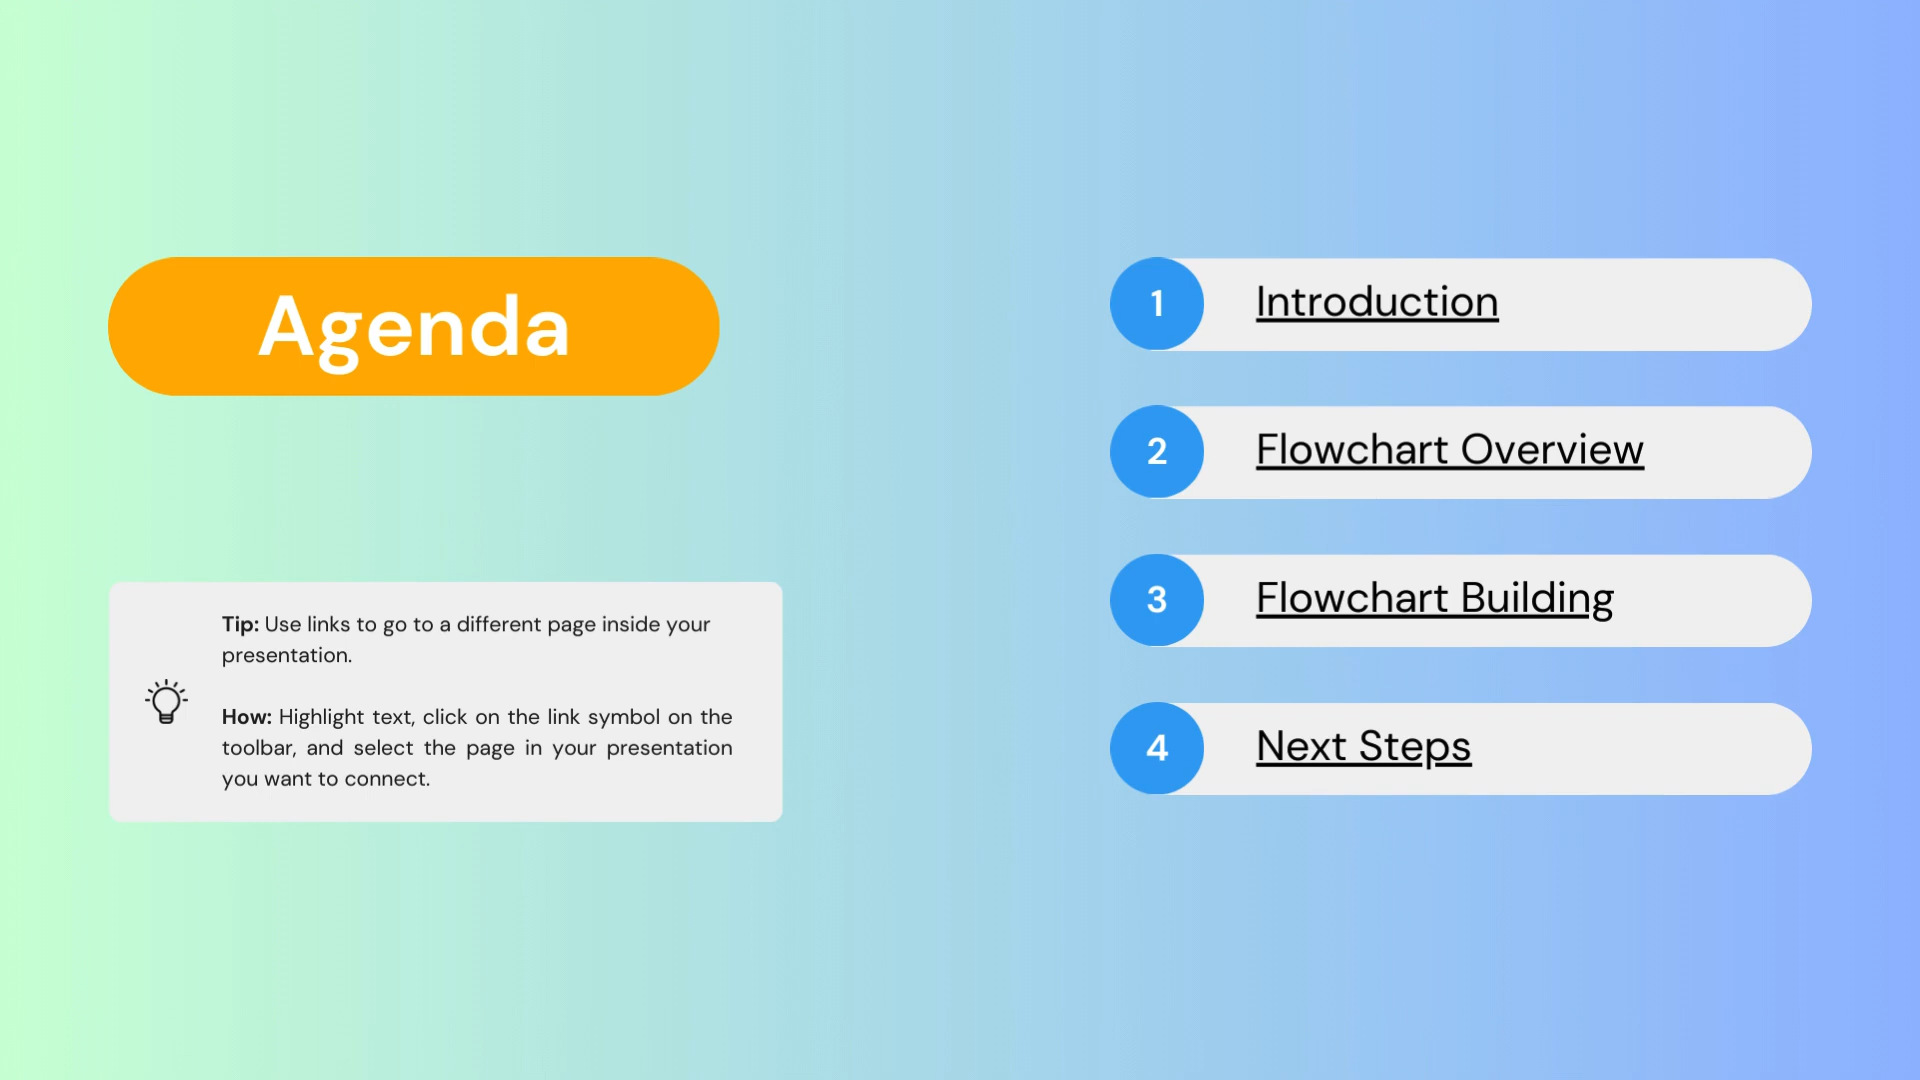 Agenda
Tip: Use links to go to a different page inside your
presentation.
How: Highlight text, click on the link symbol on the
toolbar, and select the page in your presentation
you want to connect.
1 Introduction
2 Flowchart Overview
3 Flowchart Building
4 Next Steps